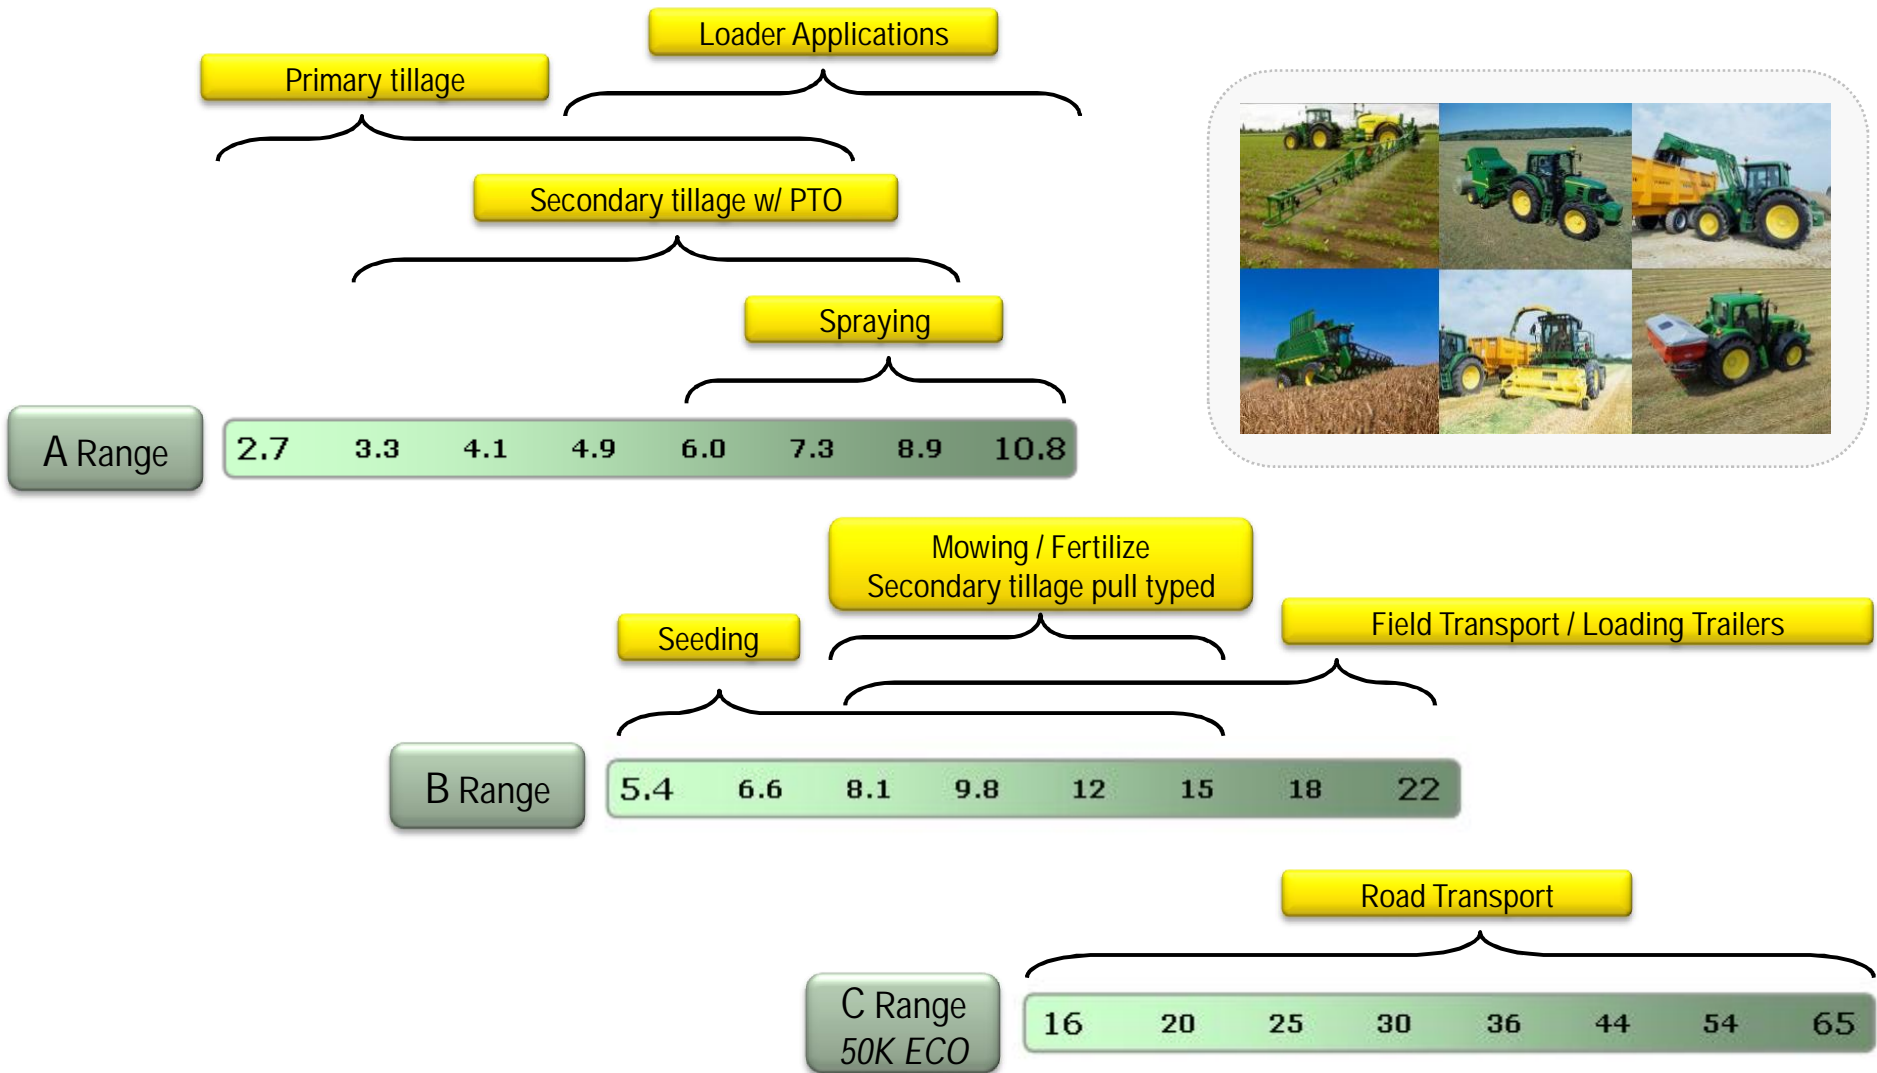 Loader Applications
Primary tillage
Secondary tillage w/ PTO
Spraying
A Range
2.7 3.3 4.1 4.9 6.0 7.3 8.9 10.8
Mowing / Fertilize
Secondary tillage pull typed
Field Transport / Loading Trailers
Seeding
B Range
5.4 6.6 8.1 9.8 12 15 18 22
Road Transport
C Range
50K ECO
16 20 25 30 36 44 54 65